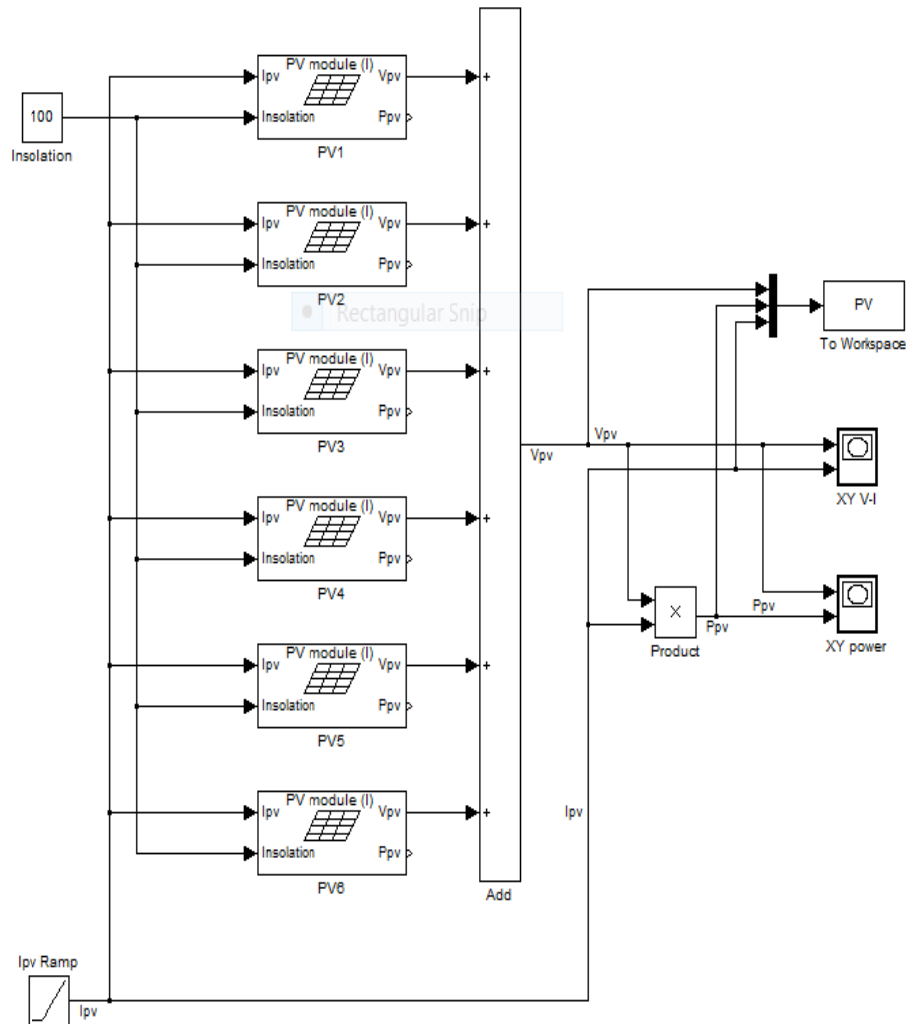 PV module (I)
Ipv Vpv
Insolation Ppv
PV1
+
100
Insolation
PV module (I)
Ipv Vpv
Insolation Ppv
PV2
+
Rectangular Snip
PV module (I)
Ipv Vpv
Insolation Ppv
PV3
+
PV module (I)
Ipv Vpv
Insolation Ppv
PV4
+
PV module (I)
Ipv Vpv
Insolation Ppv
PV5
+
PV module (I)
Ipv Vpv
Insolation Ppv
PV6
+
Add
Ipv Ramp
Ipv
Vpv
Vpv
Ipv
X
Product
Ppv
Ppv
PV
To Workspace
XY V-I
XY power